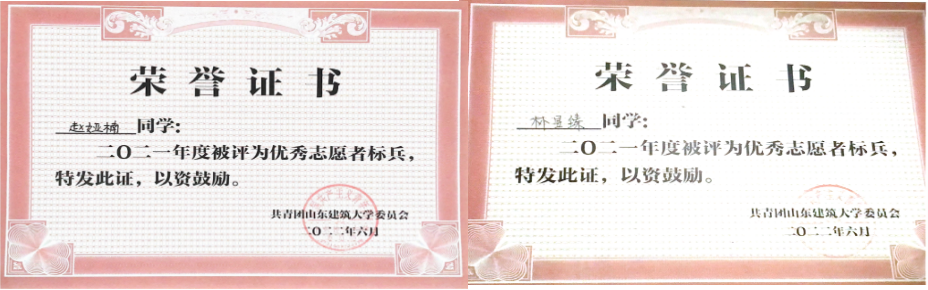 荣誉证书
赵娅楠同学：
二〇二一年度被评为优秀志愿者标兵，
特发此证，以资鼓励。
共青团山东建筑大学委员会
二〇二二年六月
荣誉证书
同学：
二〇二一年度被评为优秀志愿者标兵，
特发此证，以资鼓励。
共青团山东建筑大学委员会
二〇二二年六月